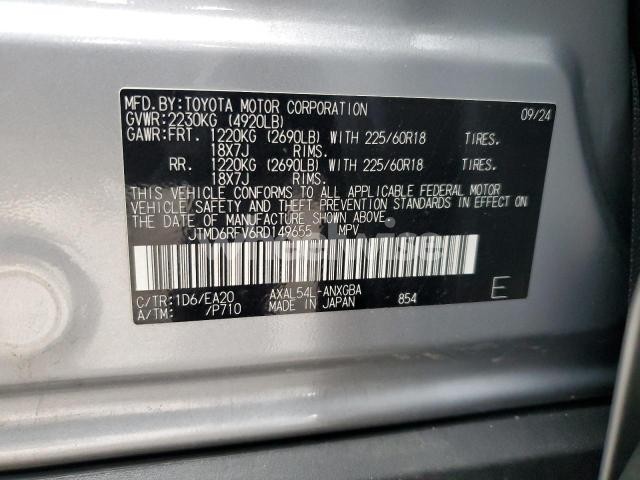 MFD.BY:TOYOTA MOTOR CORPORATION 09/24
GVWR:2230KG (4920LB)
GAWR:FRT. 1220KG (2690LB) WITH 225/60R18 TIRES.
18X7J RIMS.
RR. 1220KG (2690LB) WITH 225/60R18 TIRES.
18X7J RIMS.
THIS VEHICLE CONFORMS TO ALL APPLICABLE FEDERAL MOTOR
VEHICLE SAFETY AND THEFT PREVENTION STANDARDS IN EFFECT ON
THE DATE OF MANUFACTURE SHOWN ABOVE.
JTMD6RFV6RD149655 MPV
wheelwise
C/TR:1D6/EA20 AXAL54L-ANXGBA
A/TM: /P710 MADE IN JAPAN 854 E